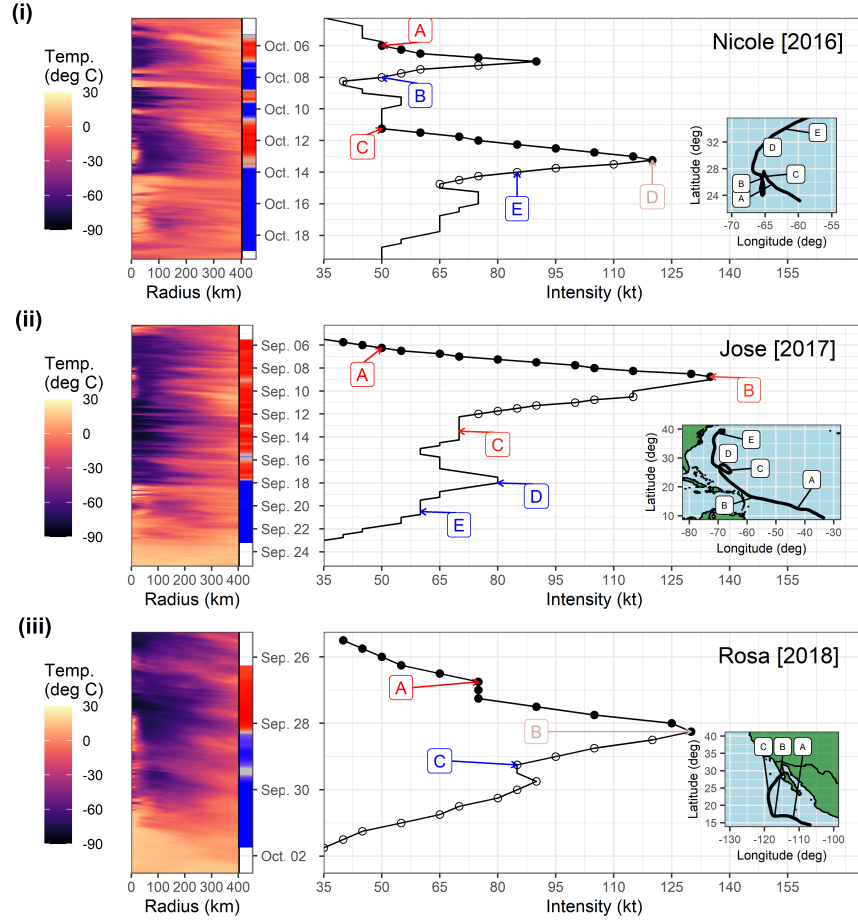 (i)
Temp.
(deg C)
30
0
-30
-60
-90
0 100 200 300 400
Radius (km)
Oct. 06
Oct. 08
Oct. 10
Oct. 12
Oct. 14
Oct. 16
Oct. 18
Nicole [2016]
A
B
C
D
E
35 50 65 80 95 110 125 140 155
Intensity (kt)
Latitude (deg)
32
28
24
E
D
C
B
A
-70 -65 -60 -55
Longitude (deg)
(ii)
Temp.
(deg C)
30
0
-30
-60
-90
0 100 200 300 400
Radius (km)
Sep. 06
Sep. 08
Sep. 10
Sep. 12
Sep. 14
Sep. 16
Sep. 18
Sep. 20
Sep. 22
Sep. 24
Jose [2017]
A
B
C
D
E
35 50 65 80 95 110 125 140 155
Intensity (kt)
Latitude (deg)
40
30
20
10
E
D
C
A
B
-80 -70 -60 -50 -40 -30
Longitude (deg)
(iii)
Temp.
(deg C)
30
0
-30
-60
-90
0 100 200 300 400
Radius (km)
Sep. 26
Sep. 28
Sep. 30
Oct. 02
Rosa [2018]
A
B
C
35 50 65 80 95 110 125 140 155
Intensity (kt)
Latitude (deg)
40
35
30
25
20
15
C B A
-130 -120 -110 -100
Longitude (deg)